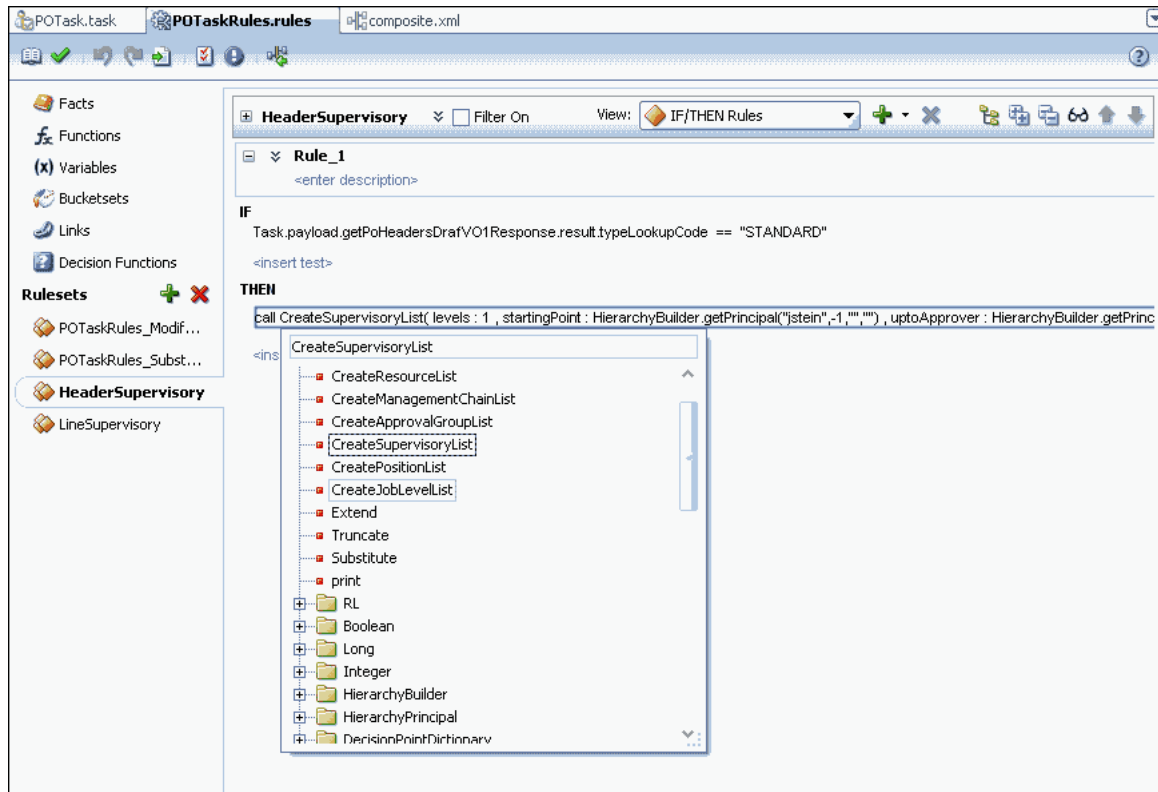 POTask.task
POTaskRules.rules
composite.xml
Facts
Functions
Variables
Bucketsets
Links
Decision Functions
Rulesets
POTaskRules_Modif...
POTaskRules_Subst...
HeaderSupervisory
LineSupervisory
HeaderSupervisory Filter On View: IF/THEN Rules
Rule_1
<enter description>
IF
Task.payload.getPoHeadersDrafVO1Response.result.typeLookupCode == "STANDARD"
<insert test>
THEN
call CreateSupervisoryList( levels : 1 , startingPoint : HierarchyBuilder.getPrincipal("jstein",-1,"","") , uptoApprover : HierarchyBuilder.getPrinc
<ins
CreateSupervisoryList
CreateResourceList
CreateManagementChainList
CreateApprovalGroupList
CreateSupervisoryList
CreatePositionList
CreateJobLevelList
Extend
Truncate
Substitute
print
RL
Boolean
Long
Integer
HierarchyBuilder
HierarchyPrincipal
DecisionPointDictionary